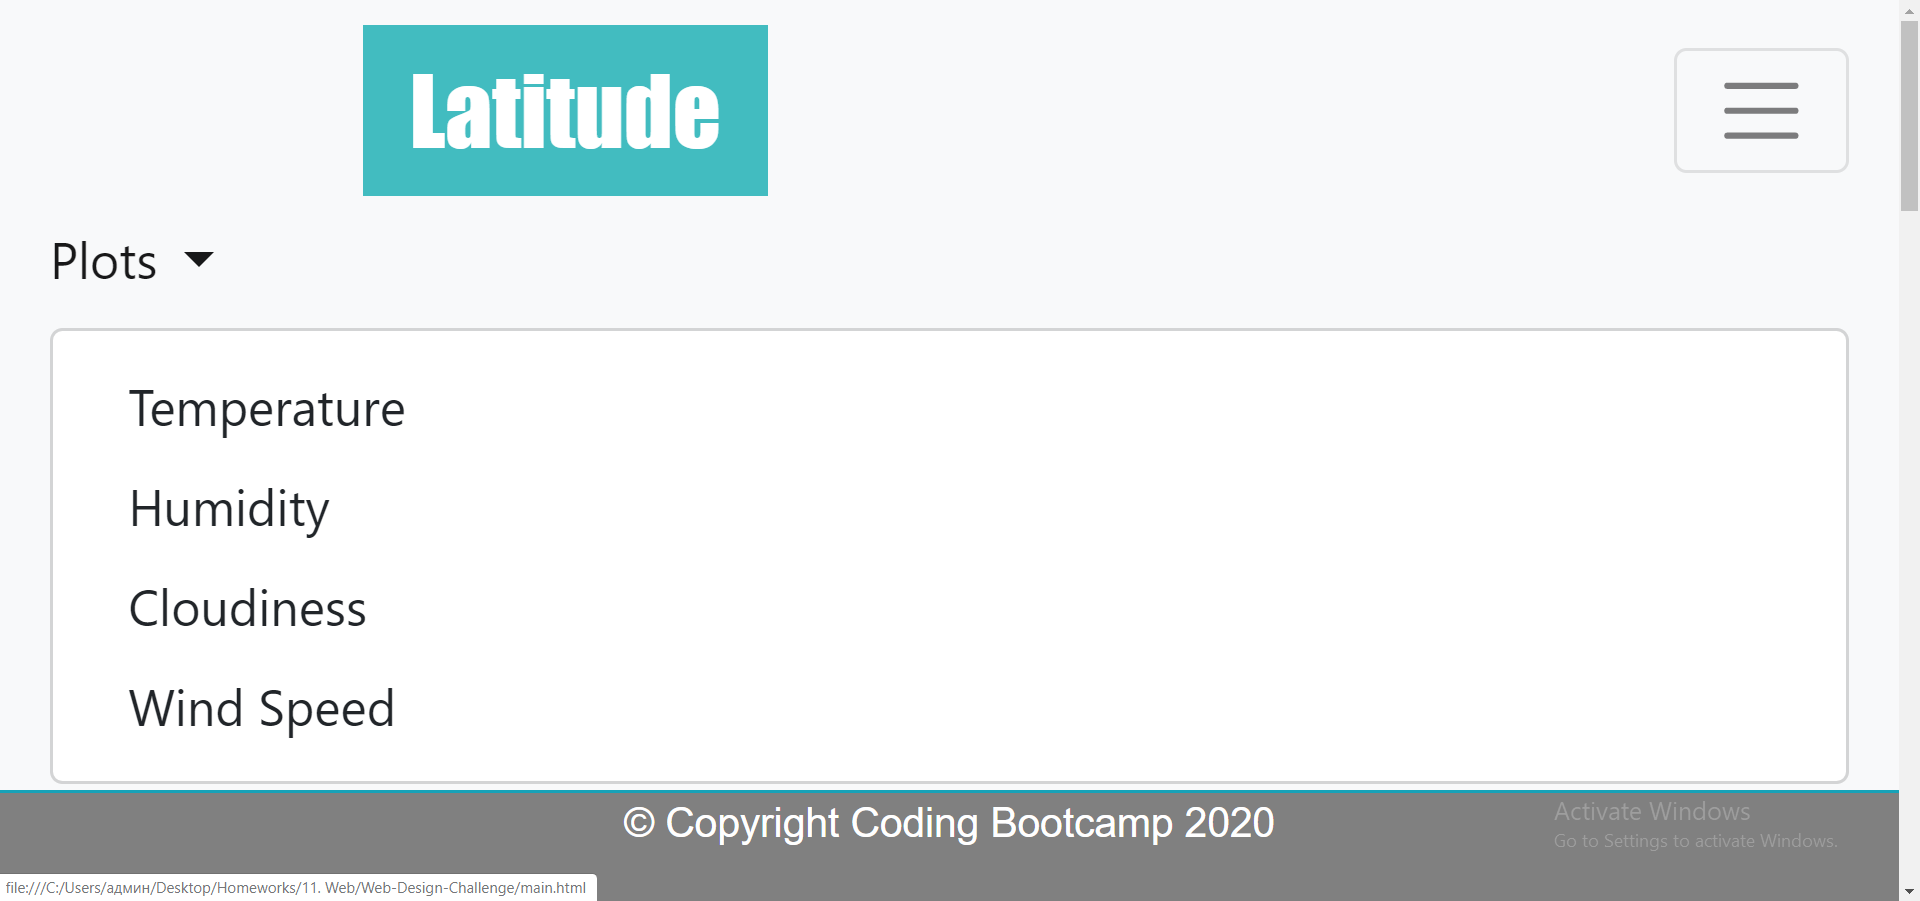 Latitude
Plots
Temperature
Humidity
Cloudiness
Wind Speed
© Copyright Coding Bootcamp 2020
Activate Windows
Go to Settings to activate Windows.
file:///C:/Users/админ/Desktop/Homeworks/11. Web/Web-Design-Challenge/main.html